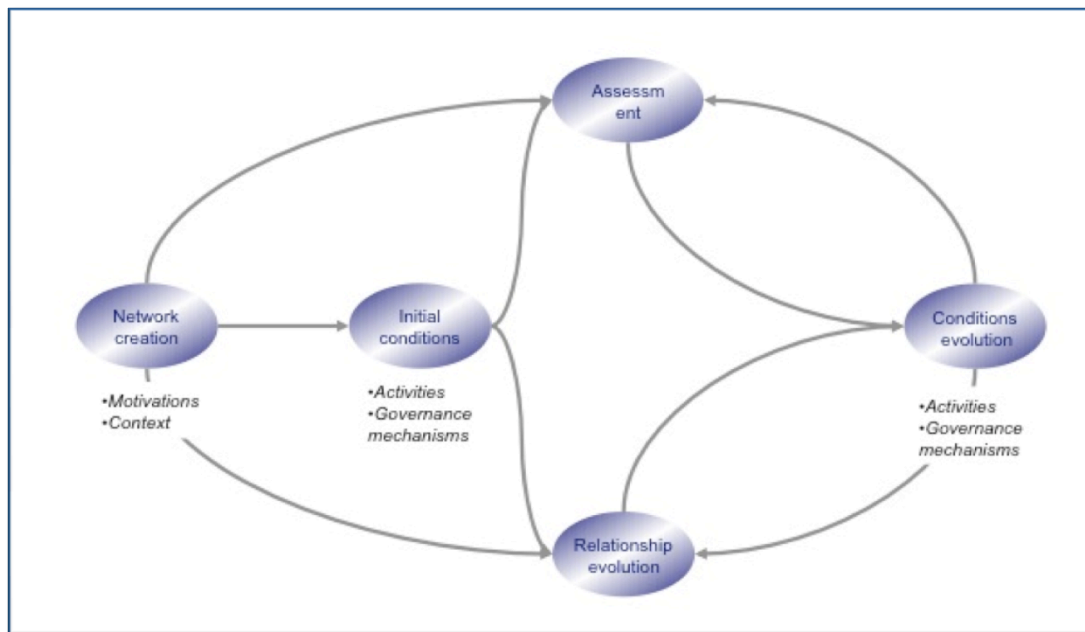 Assessm
ent
Network
creation
Initial
conditions
Conditions
evolution
•Motivations
•Context
•Activities
•Governance
mechanisms
•Activities
•Governance
mechanisms
Relationship
evolution